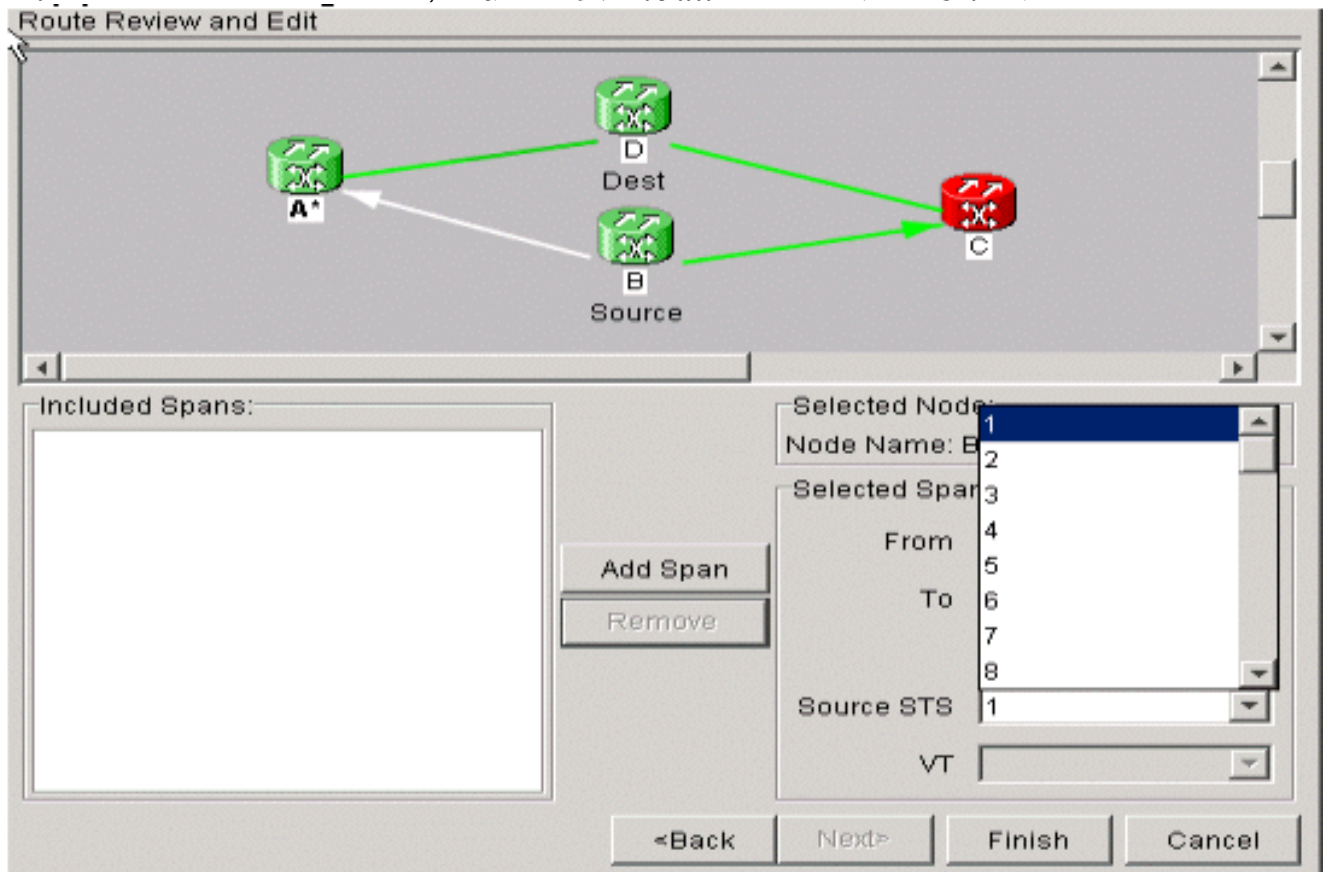 Route Review and Edit
D
Dest
A*
C
B
Source
Included Spans:
Selected Node:
Node Name: B
Selected Spa
1
2
3
4
5
6
7
8
From
To
Add Span
Remove
Source STS 1
VT
<Back
Next>
Finish
Cancel